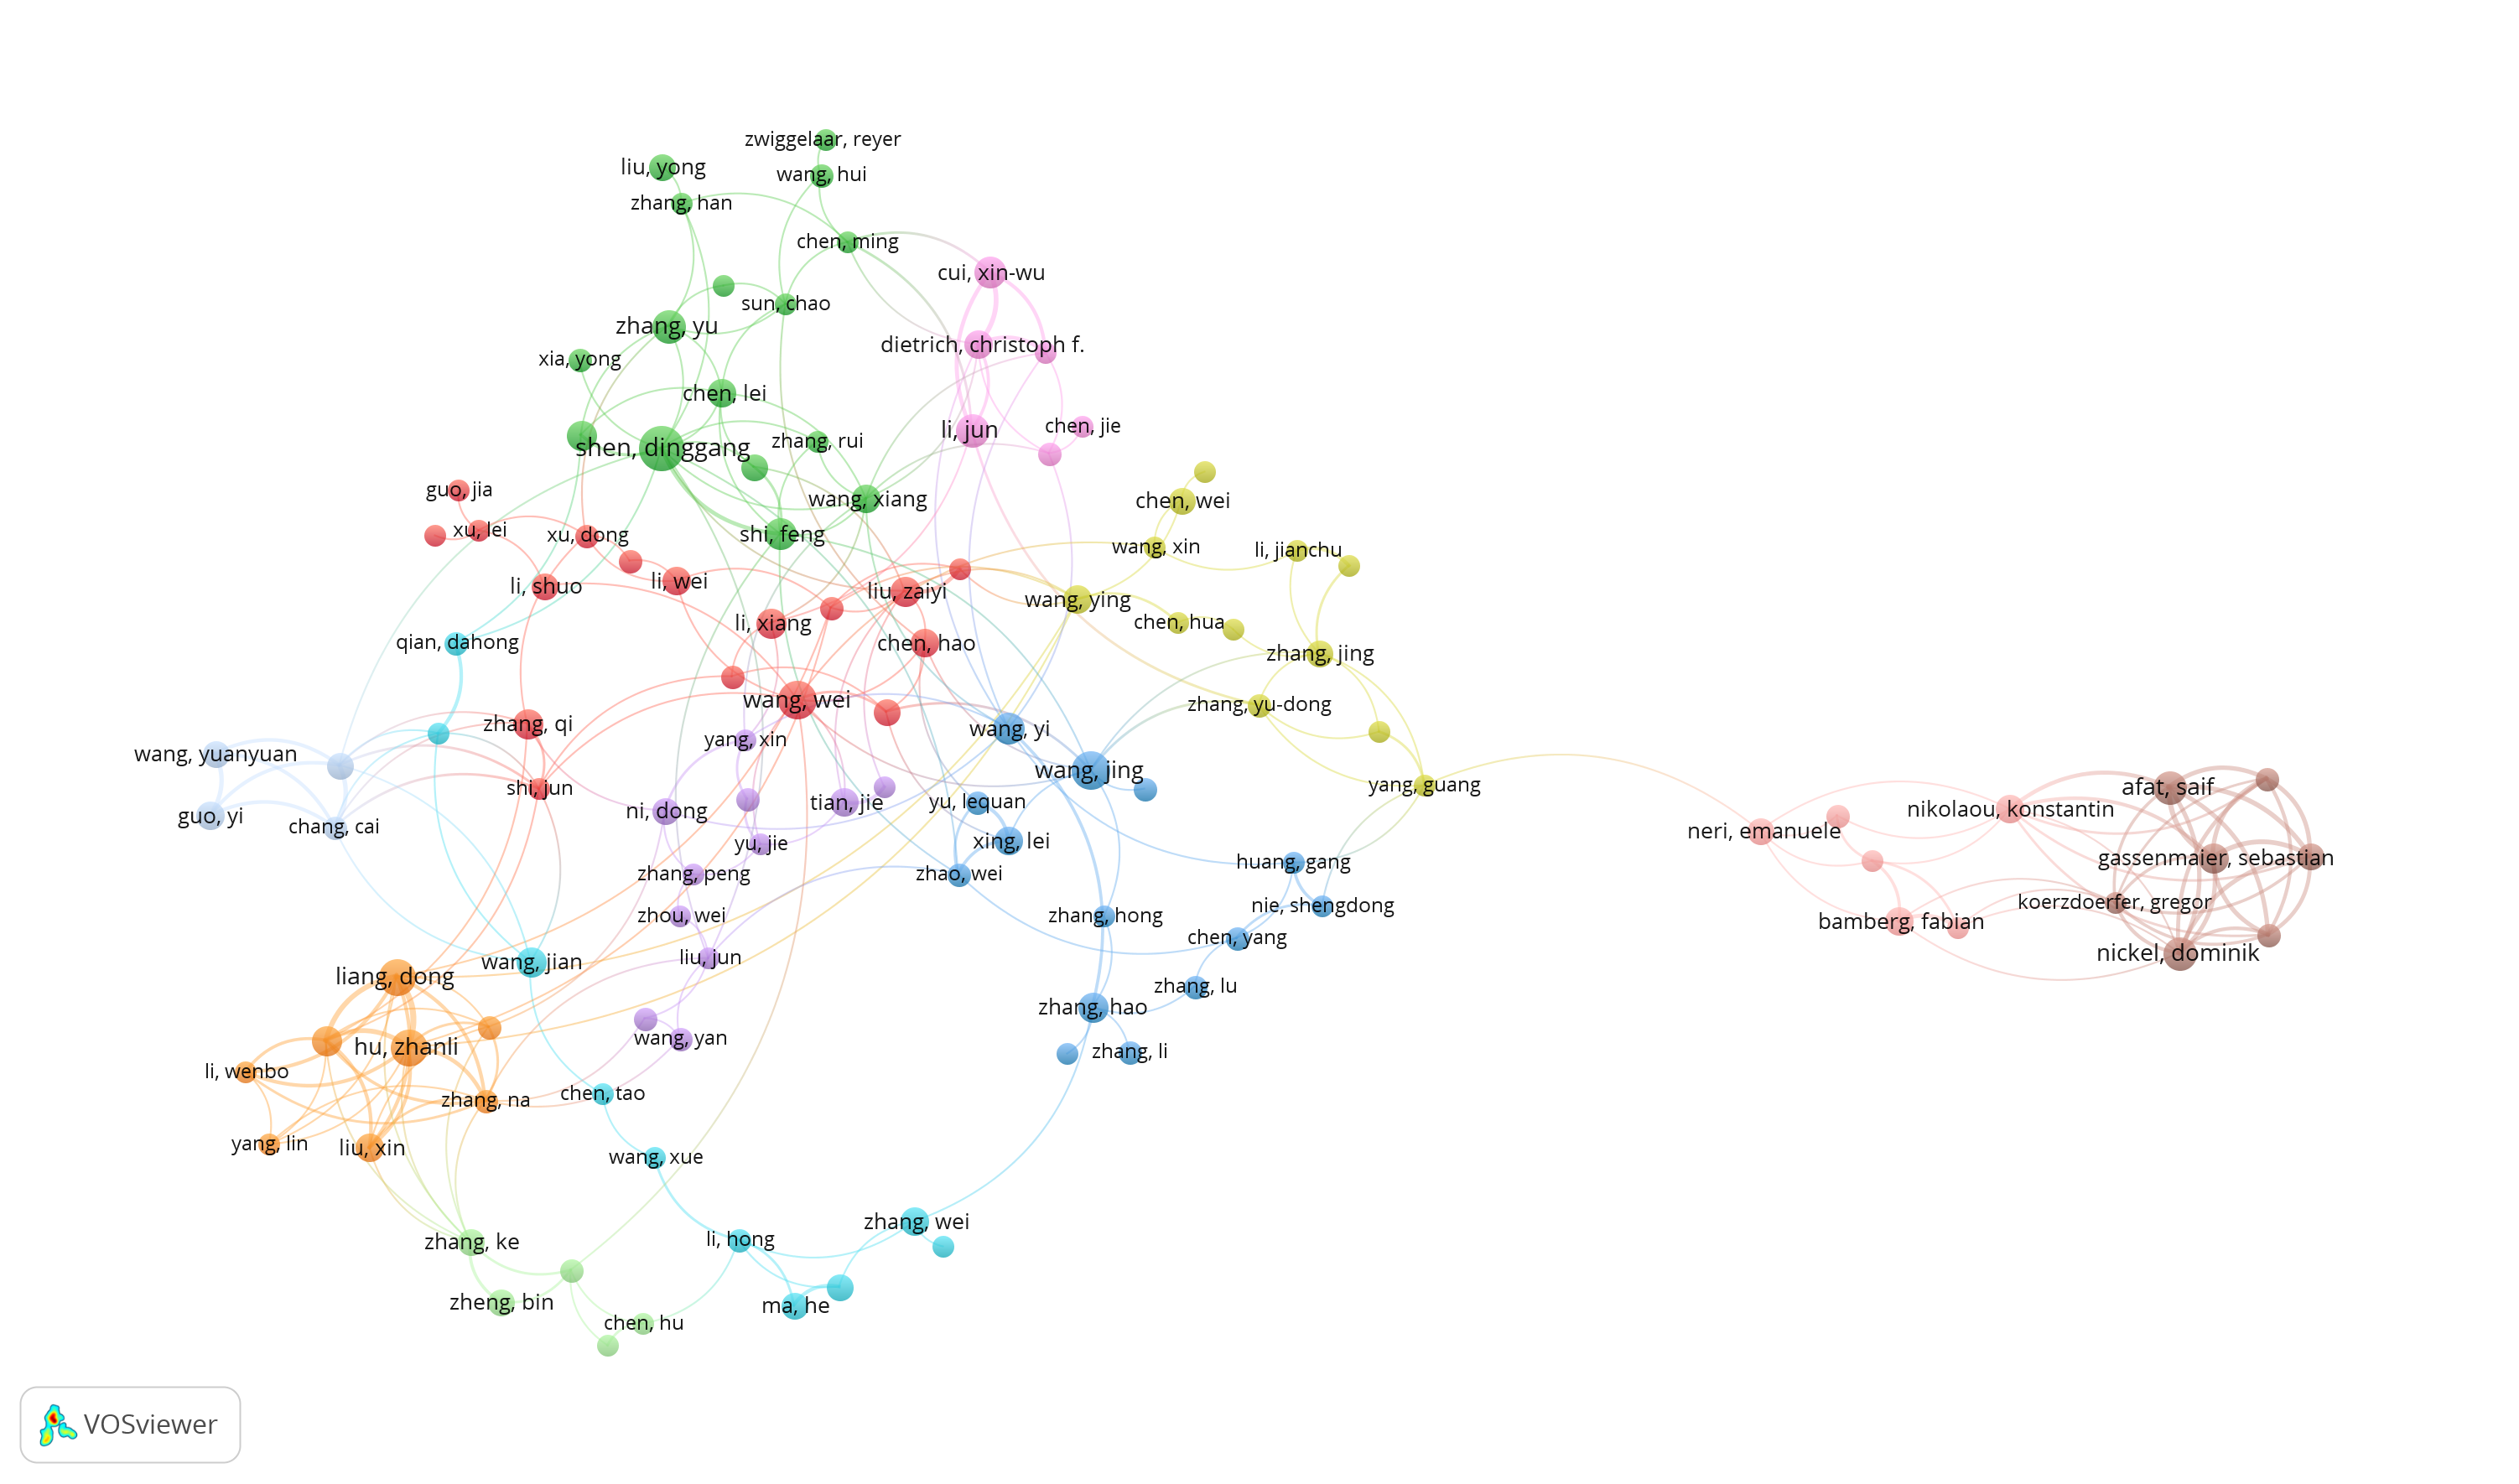 zwiggelaar, reyer
liu, yong
wang, hui
zhang, han
chen, ming
cui, xin-wu
sun, chao
zhang, yu
dietrich, christoph f.
xia, yong
chen, lei
chen, jie
li, jun
zhang, rui
shen, dinggang
guo, jia
wang, xiang
chen, wei
xu, lei
xu, dong
shi, feng
wang, xin
li, jianchu
li, shuo
li, wei
liu, zaiyi
wang, ying
li, xiang
chen, hua
qian, dahong
chen, hao
zhang, jing
wang, wei
zhang, yu-dong
zhang, qi
wang, yi
yang, xin
wang, yuanyuan
wang, jing
shi, jun
yang, guang
afat, saif
yu, lequan
tian, jie
nikolaou, konstantin
ni, dong
guo, yi
chang, cai
neri, emanuele
xing, lei
yu, jie
gassenmaier, sebastian
huang, gang
zhang, peng
zhao, wei
koerzdoerfer, gregor
nie, shengdong
zhou, wei
zhang, hong
bamberg, fabian
chen, yang
nickel, dominik
liu, jun
wang, jian
liang, dong
zhang, lu
zhang, hao
wang, yan
hu, zhanli
zhang, li
li, wenbo
chen, tao
zhang, na
yang, lin
liu, xin
wang, xue
zhang, wei
li, hong
zhang, ke
zheng, bin
ma, he
chen, hu
VOSviewer